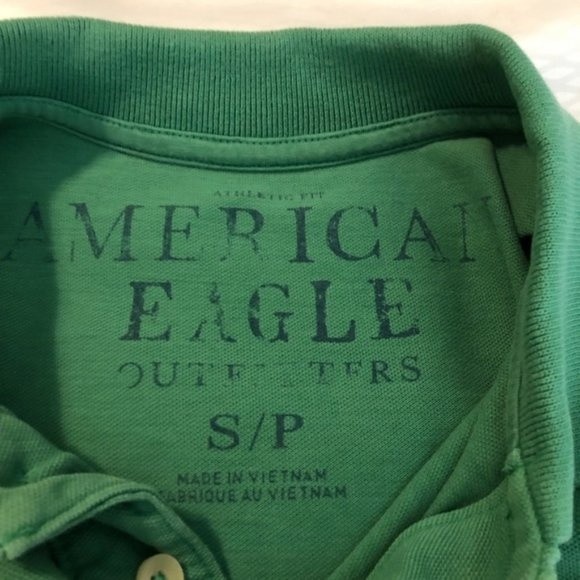 ATHLETIC FIT
AMERICAN
EAGLE
OUTFITTERS
S/P
MADE IN VIETNAM
FABRIQUE AU VIETNAM